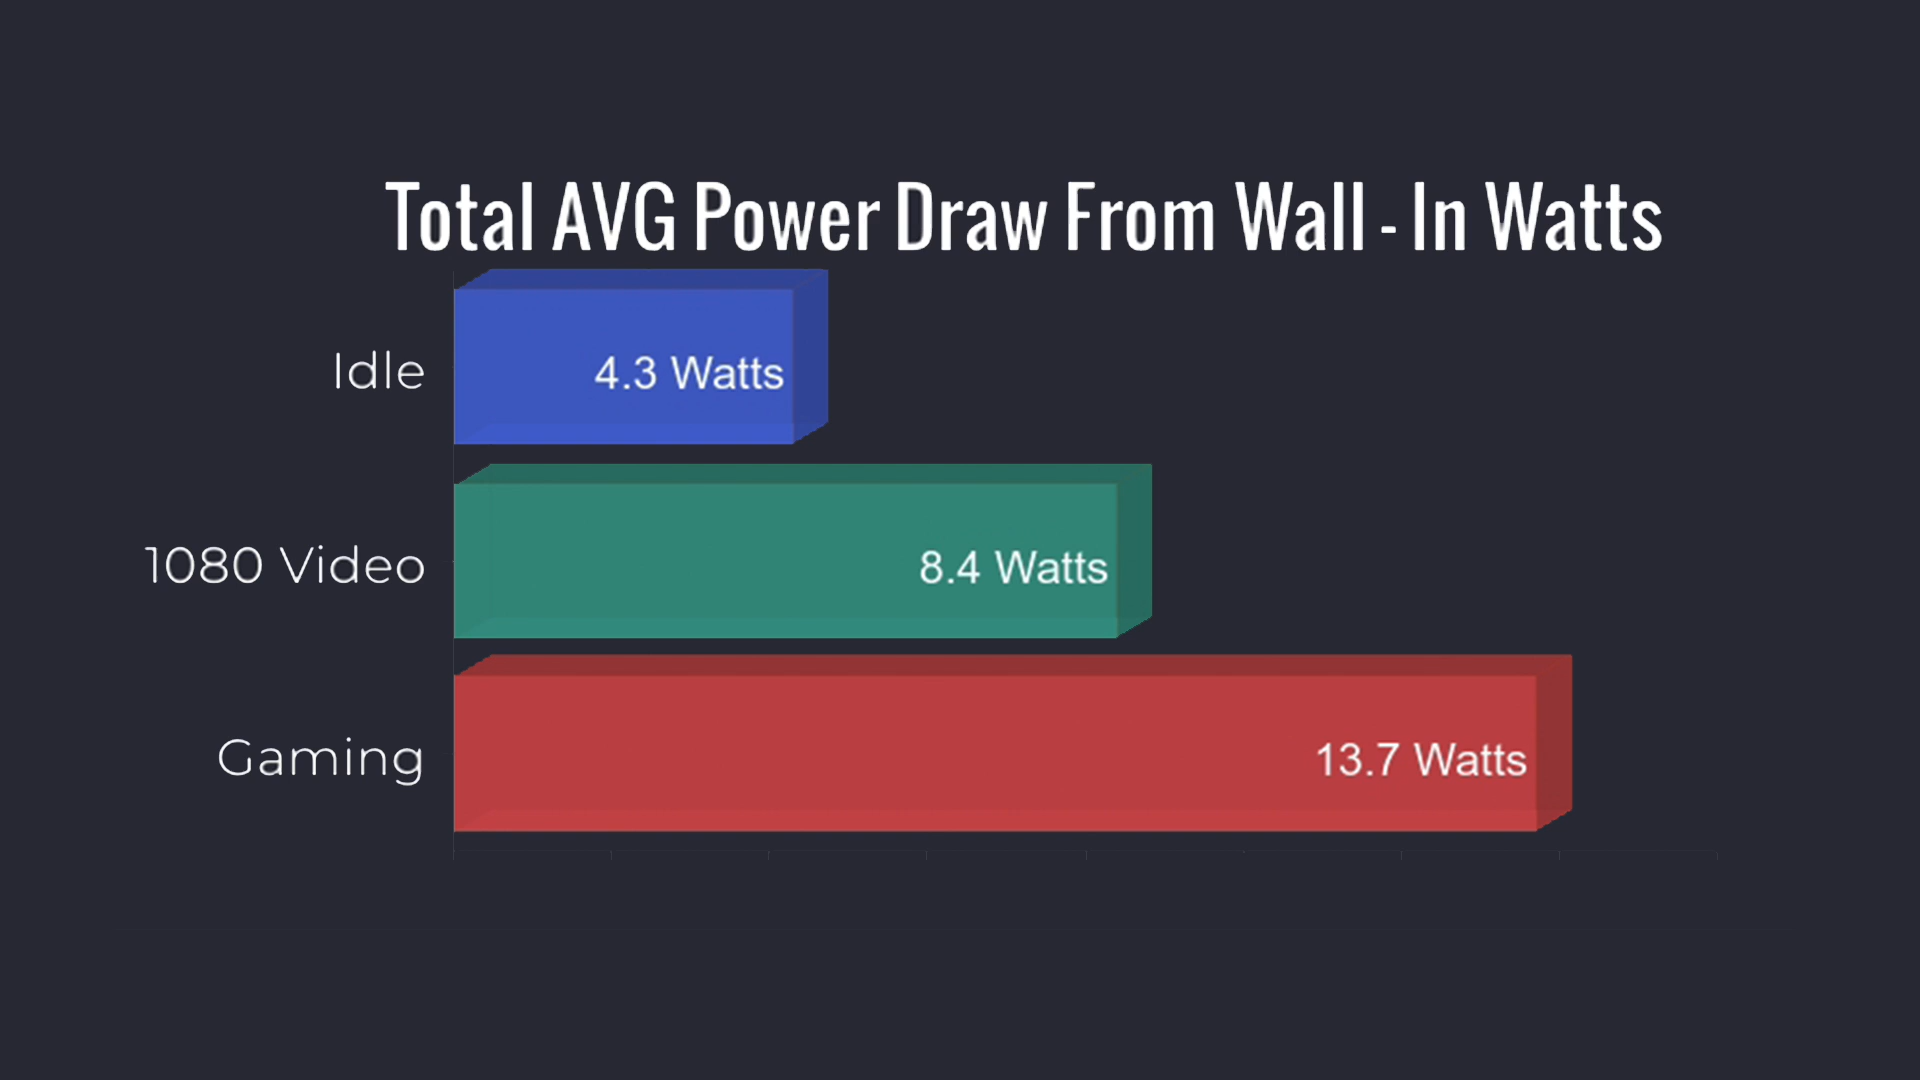 Total AVG Power Draw From Wall - In Watts
Idle
4.3 Watts
1080 Video
8.4 Watts
Gaming
13.7 Watts